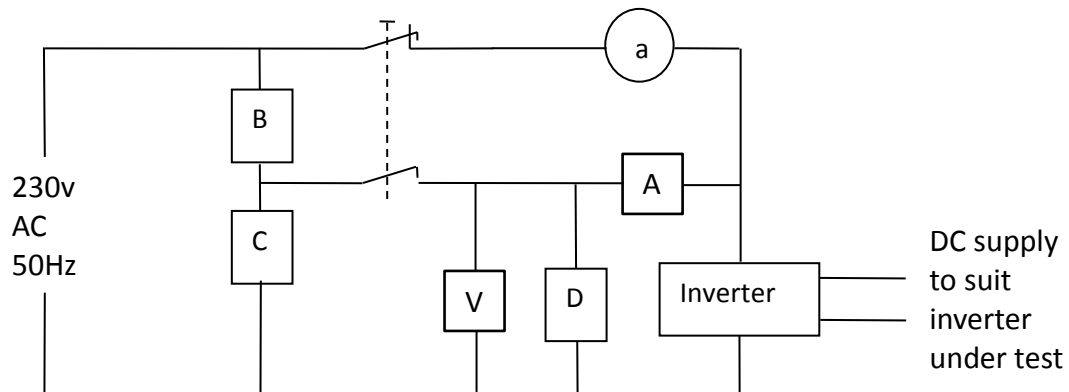 a
B
230v
AC
50Hz
A
C
V
D
Inverter
DC supply
to suit
inverter
under test